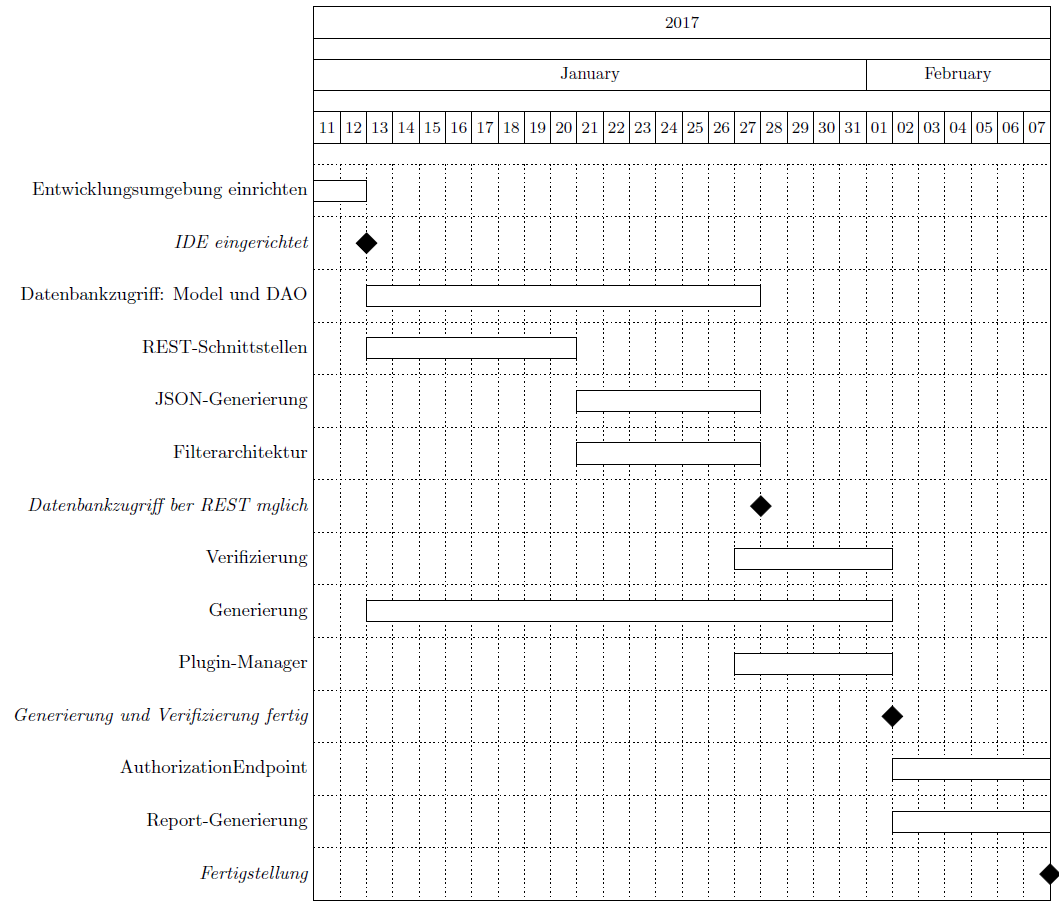 2017
January February
11 12 13 14 15 16 17 18 19 20 21 22 23 24 25 26 27 28 29 30 31 01 02 03 04 05 06 07
Entwicklungsumgebung einrichten
IDE eingerichtet
Datenbankzugriff: Model und DAO
REST-Schnittstellen
JSON-Generierung
Filterarchitektur
Datenbankzugriff ber REST mglich
Verifizierung
Generierung
Plugin-Manager
Generierung und Verifizierung fertig
AuthorizationEndpoint
Report-Generierung
Fertigstellung